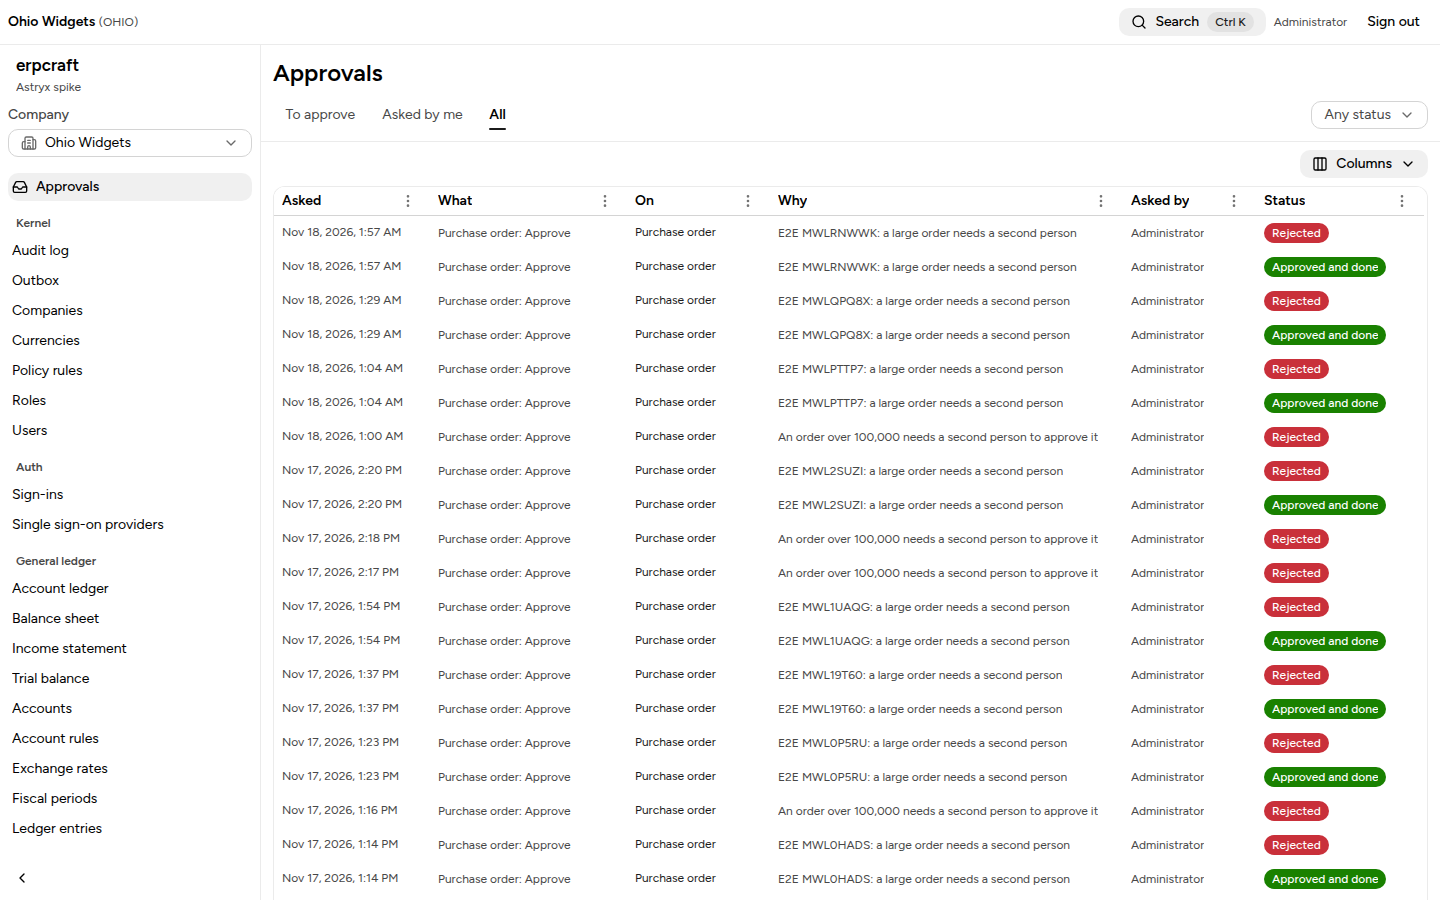 Ohio Widgets (OHIO)
Search Ctrl K Administrator Sign out
erpcraft
Astryx spike
Company
Ohio Widgets
Approvals
Kernel
Audit log
Outbox
Companies
Currencies
Policy rules
Roles
Users
Auth
Sign-ins
Single sign-on providers
General ledger
Account ledger
Balance sheet
Income statement
Trial balance
Accounts
Account rules
Exchange rates
Fiscal periods
Ledger entries
Approvals
To approve Asked by me All Any status
Columns
Asked What On Why Asked by Status
Nov 18, 2026, 1:57 AM Purchase order: Approve Purchase order E2E MWLRNWWK: a large order needs a second person Administrator Rejected
Nov 18, 2026, 1:57 AM Purchase order: Approve Purchase order E2E MWLRNWWK: a large order needs a second person Administrator Approved and done
Nov 18, 2026, 1:29 AM Purchase order: Approve Purchase order E2E MWLQPQ8X: a large order needs a second person Administrator Rejected
Nov 18, 2026, 1:29 AM Purchase order: Approve Purchase order E2E MWLQPQ8X: a large order needs a second person Administrator Approved and done
Nov 18, 2026, 1:04 AM Purchase order: Approve Purchase order E2E MWLPTTP7: a large order needs a second person Administrator Rejected
Nov 18, 2026, 1:04 AM Purchase order: Approve Purchase order E2E MWLPTTP7: a large order needs a second person Administrator Approved and done
Nov 18, 2026, 1:00 AM Purchase order: Approve Purchase order An order over 100,000 needs a second person to approve it Administrator Rejected
Nov 17, 2026, 2:20 PM Purchase order: Approve Purchase order E2E MWL2SUZI: a large order needs a second person Administrator Rejected
Nov 17, 2026, 2:20 PM Purchase order: Approve Purchase order E2E MWL2SUZI: a large order needs a second person Administrator Approved and done
Nov 17, 2026, 2:18 PM Purchase order: Approve Purchase order An order over 100,000 needs a second person to approve it Administrator Rejected
Nov 17, 2026, 2:17 PM Purchase order: Approve Purchase order An order over 100,000 needs a second person to approve it Administrator Rejected
Nov 17, 2026, 1:54 PM Purchase order: Approve Purchase order E2E MWL1UAQG: a large order needs a second person Administrator Rejected
Nov 17, 2026, 1:54 PM Purchase order: Approve Purchase order E2E MWL1UAQG: a large order needs a second person Administrator Approved and done
Nov 17, 2026, 1:37 PM Purchase order: Approve Purchase order E2E MWL19T60: a large order needs a second person Administrator Rejected
Nov 17, 2026, 1:37 PM Purchase order: Approve Purchase order E2E MWL19T60: a large order needs a second person Administrator Approved and done
Nov 17, 2026, 1:23 PM Purchase order: Approve Purchase order E2E MWL0P5RU: a large order needs a second person Administrator Rejected
Nov 17, 2026, 1:23 PM Purchase order: Approve Purchase order E2E MWL0P5RU: a large order needs a second person Administrator Approved and done
Nov 17, 2026, 1:16 PM Purchase order: Approve Purchase order An order over 100,000 needs a second person to approve it Administrator Rejected
Nov 17, 2026, 1:14 PM Purchase order: Approve Purchase order E2E MWL0HADS: a large order needs a second person Administrator Rejected
Nov 17, 2026, 1:14 PM Purchase order: Approve Purchase order E2E MWL0HADS: a large order needs a second person Administrator Approved and done